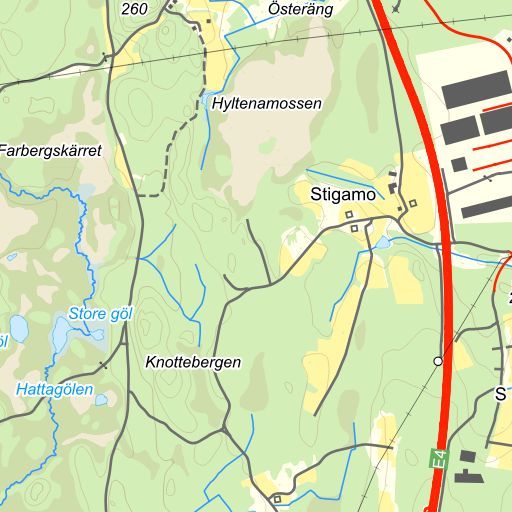 260
Österäng
Hyltenamossen
Farbergskärret
Stigamo
Store göl
Knottebergen
Hattagölen
S
E4